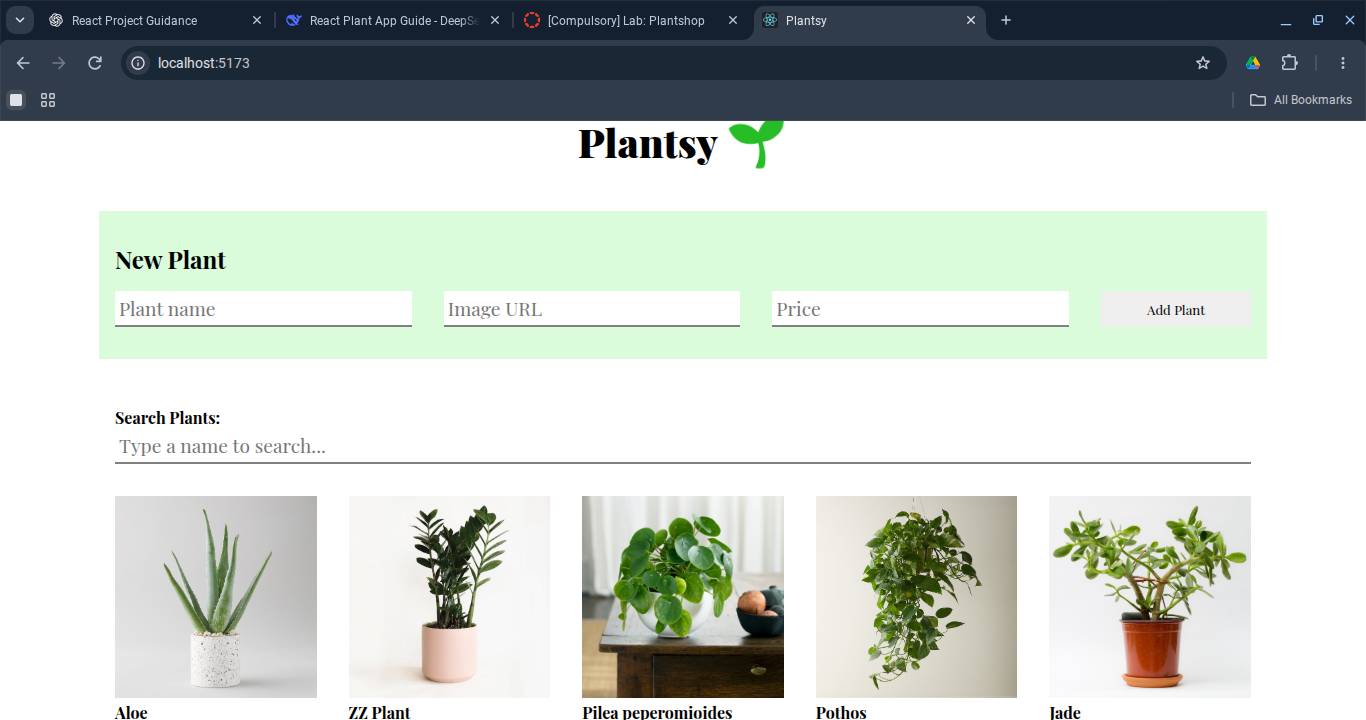 React Project Guidance
React Plant App Guide - DeepSe
[Compulsory] Lab: Plantshop
Plantsy
localhost:5173
All Bookmarks
Plantsy
New Plant
Plant name
Image URL
Price
Add Plant
Search Plants:
Type a name to search...
Aloe
ZZ Plant
Pilea peperomioides
Pothos
Jade